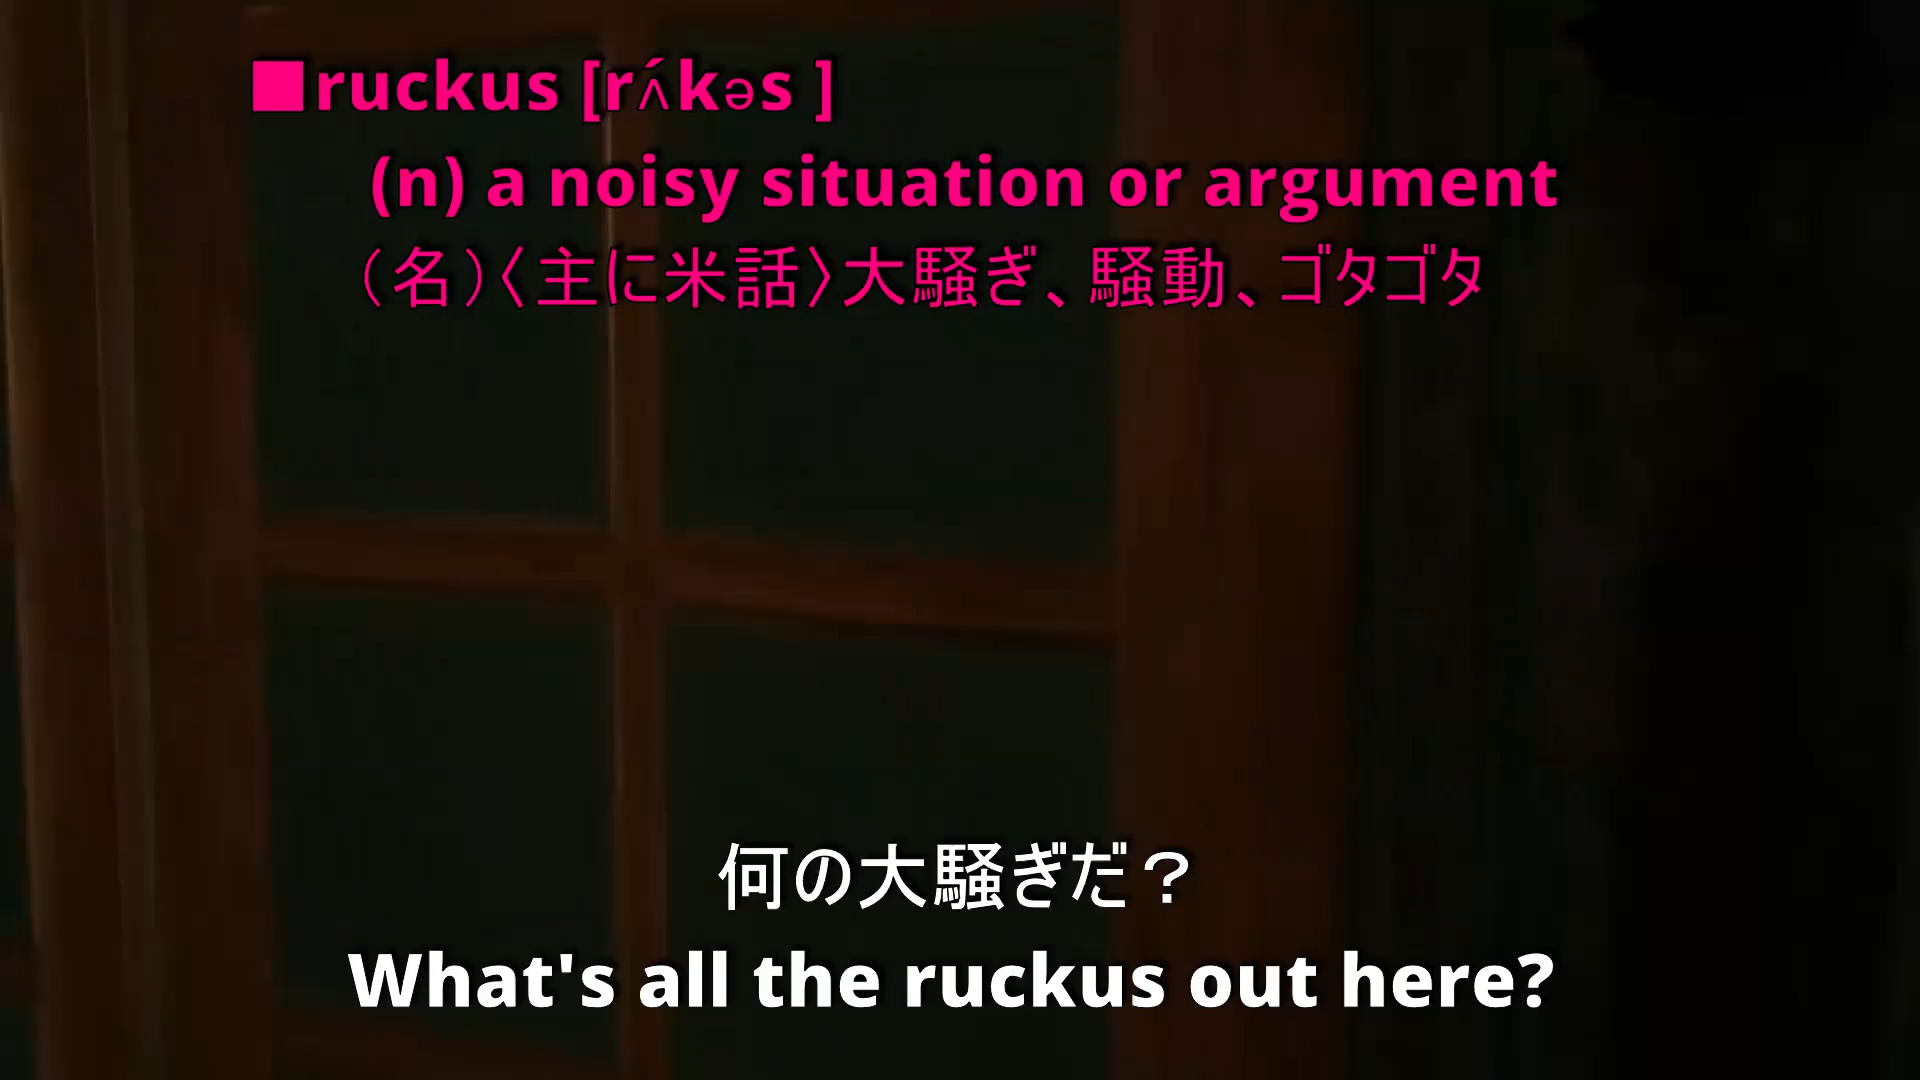 ■ruckus [rʌ́kəs ]
(n) a noisy situation or argument
（名）〈主に米話〉大騒ぎ、騒動、ゴタゴタ
何の大騒ぎだ？
What's all the ruckus out here?